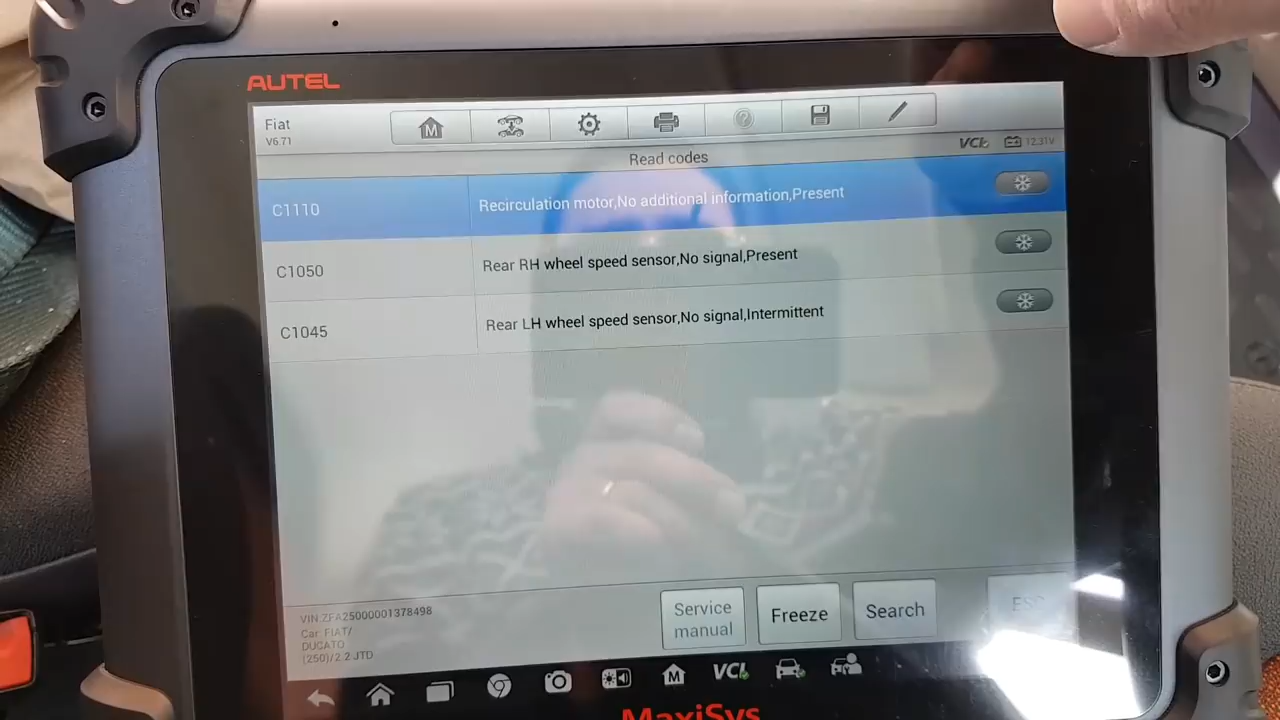 AUTEL
Fiat
V6.71
M
VCI
12.31V
Read codes
C1110 Recirculation motor,No additional information,Present
C1050 Rear RH wheel speed sensor,No signal,Present
C1045 Rear LH wheel speed sensor,No signal,Intermittent
VIN:ZFA25000001378498
Car: FIAT/
DUCATO
(250)/2.2 JTD
Service manual
Freeze
Search
ESC
M
VCI
MaxiSys